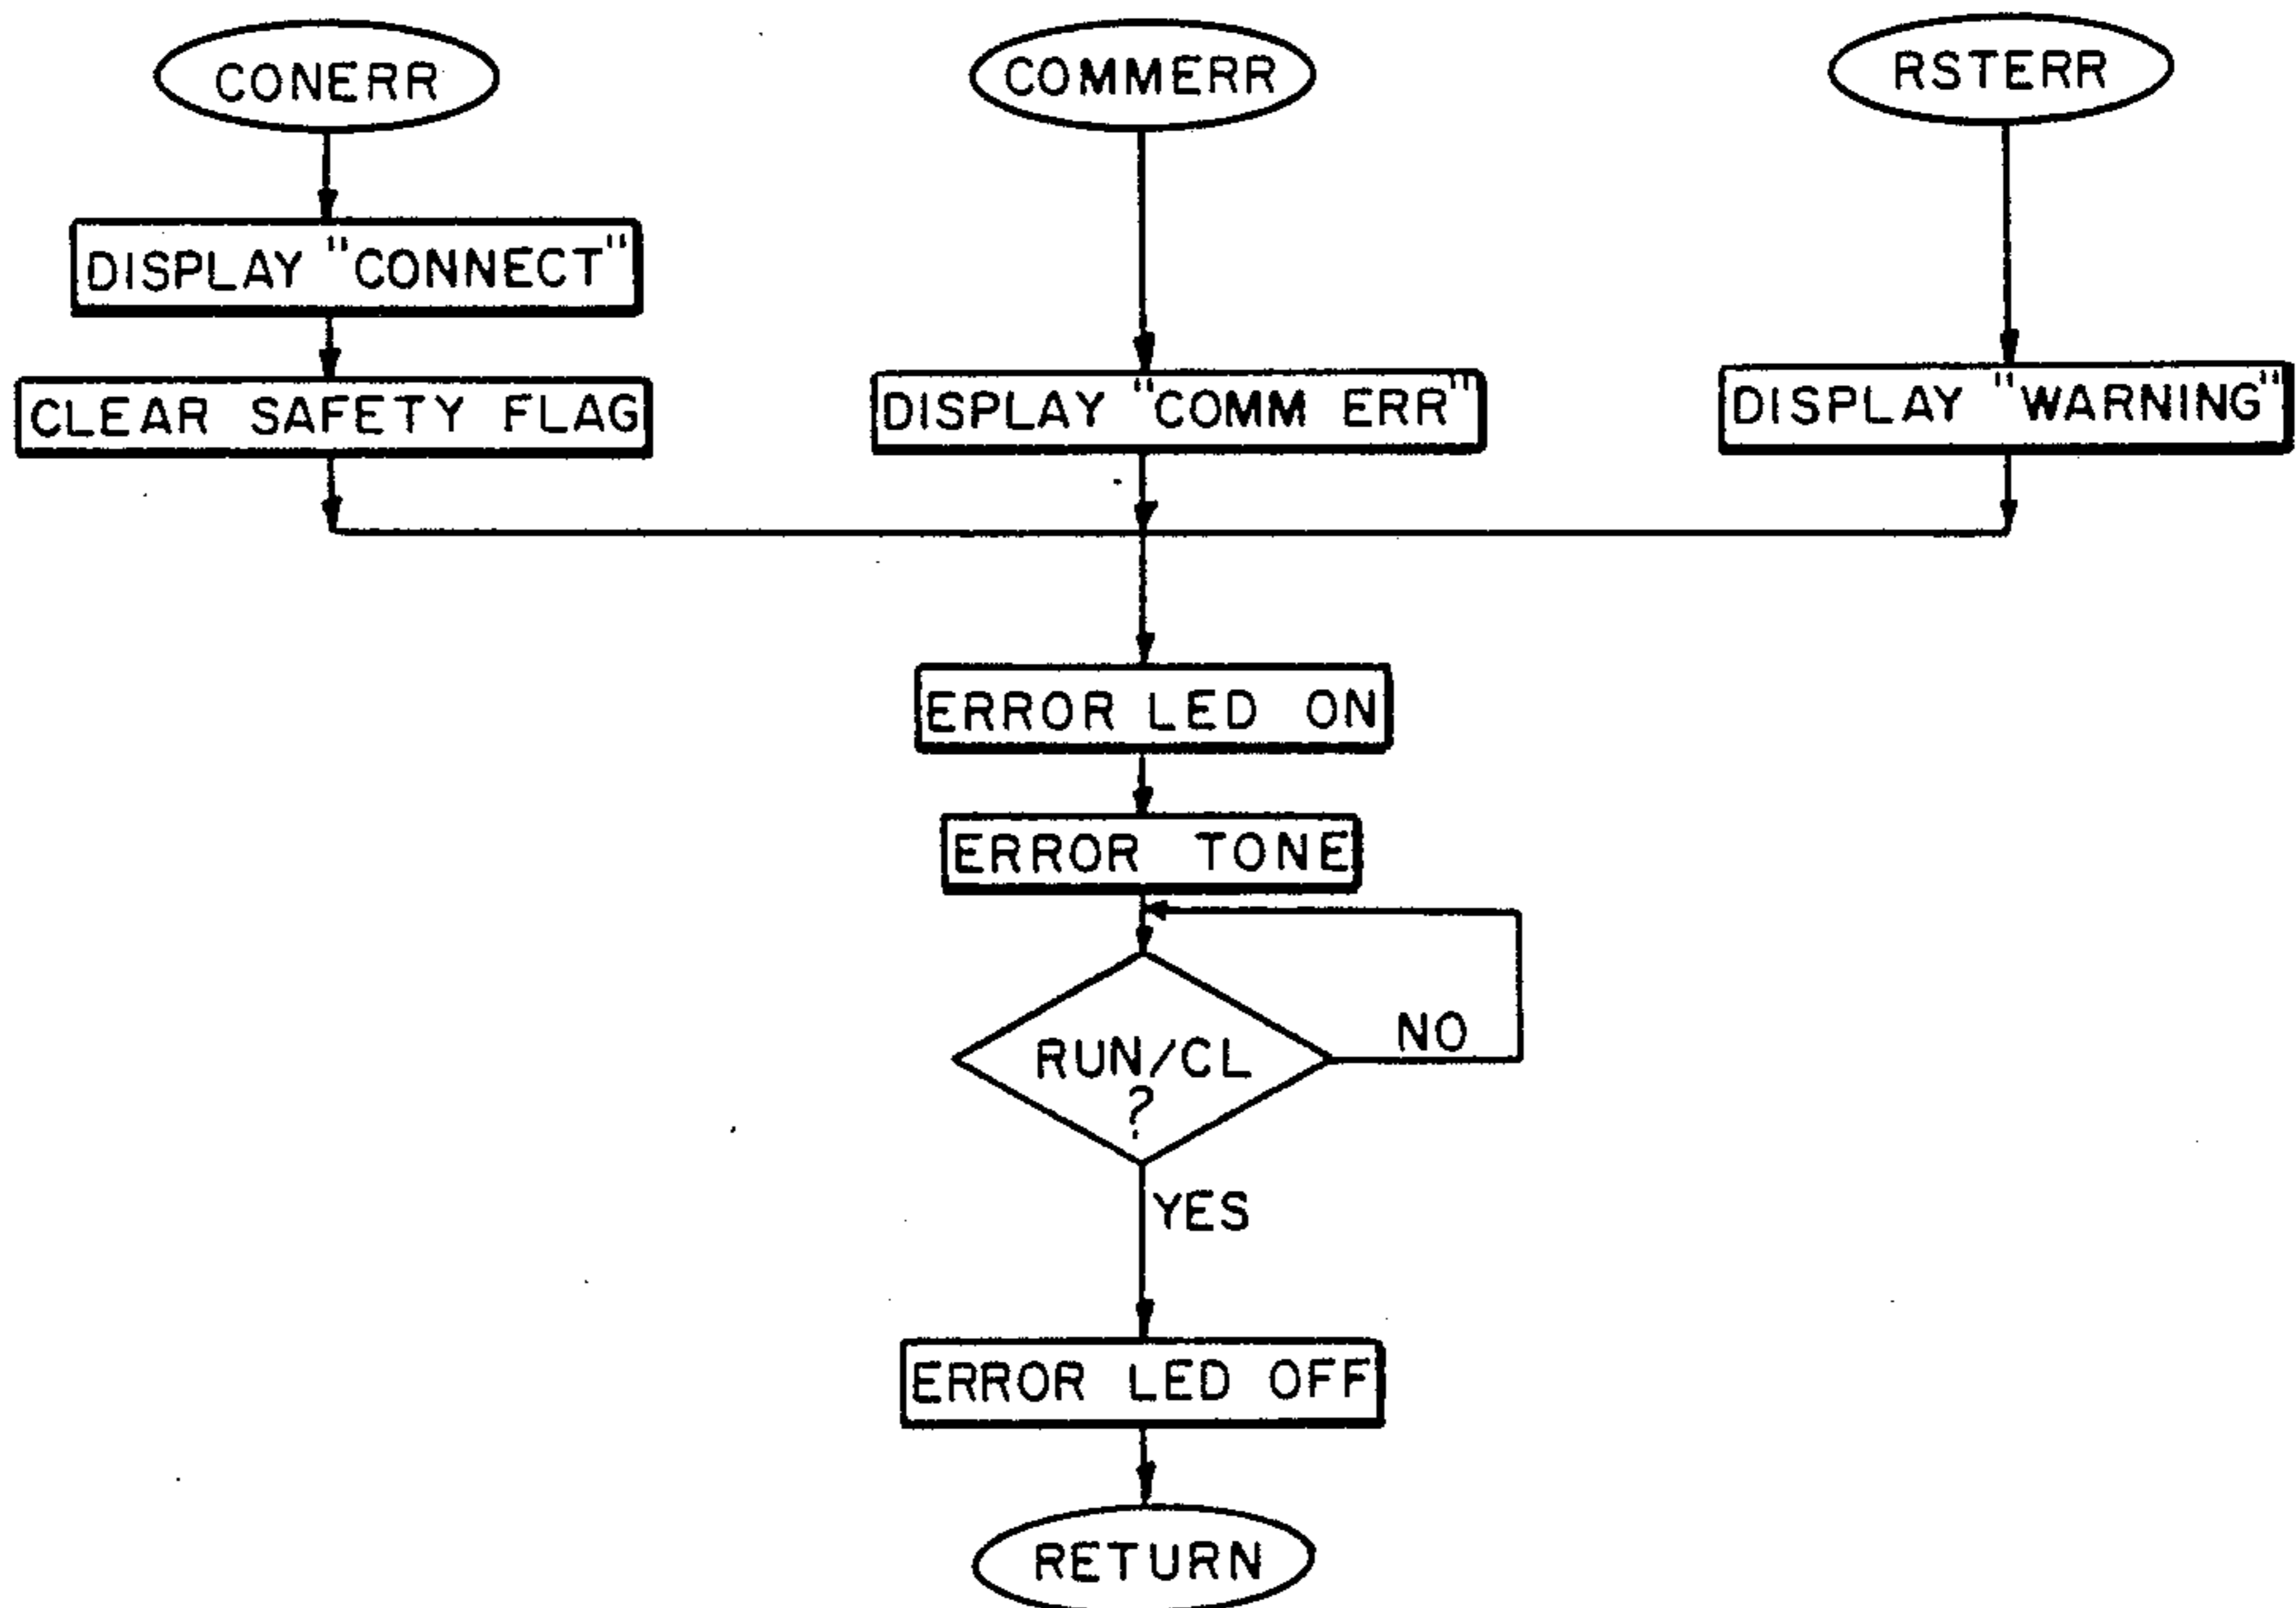 CONERR
COMMERR
RSTERR
DISPLAY "CONNECT"
CLEAR SAFETY FLAG
DISPLAY "COMM ERR"
DISPLAY "WARNING"
ERROR LED ON
ERROR TONE
RUN/CL
?
NO
YES
ERROR LED OFF
RETURN